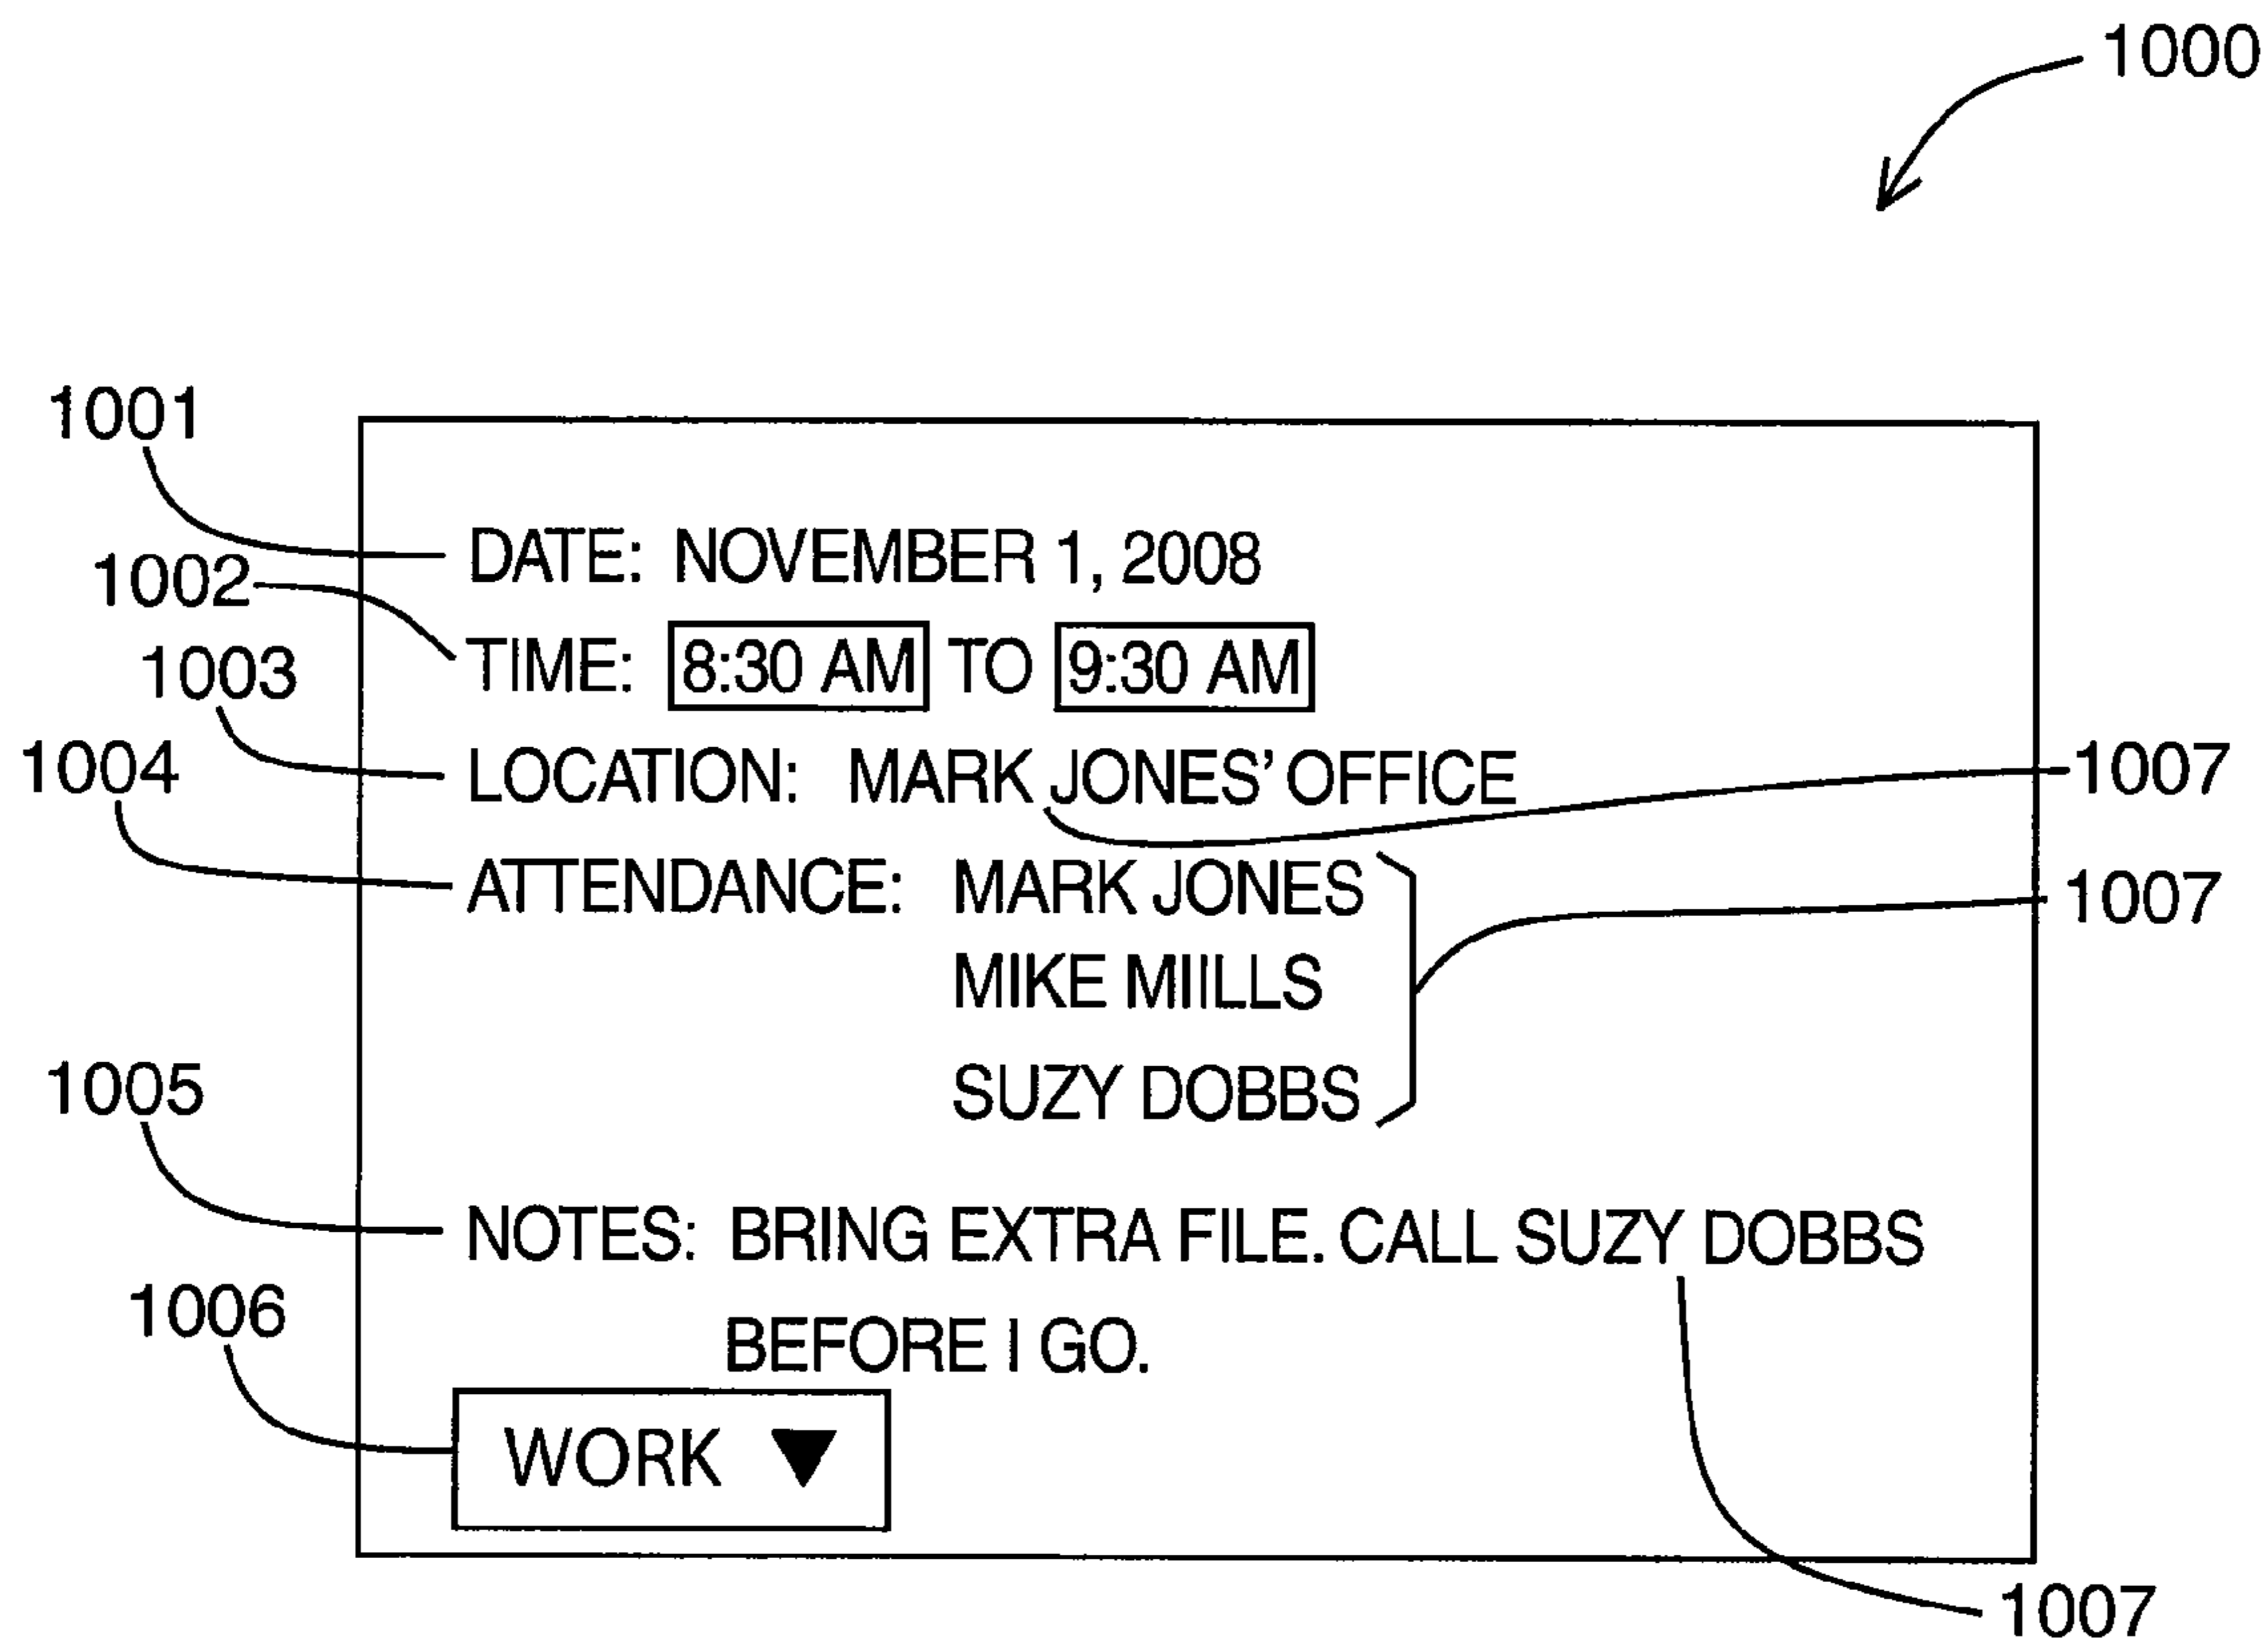 1000
1001
DATE: NOVEMBER 1, 2008
1002
TIME: 8:30 AM TO 9:30 AM
1003
LOCATION: MARK JONES' OFFICE
1007
1004
ATTENDANCE: MARK JONES
1007
MIKE MIILLS
SUZY DOBBS
1005
NOTES: BRING EXTRA FILE. CALL SUZY DOBBS
BEFORE I GO.
1006
WORK
1007